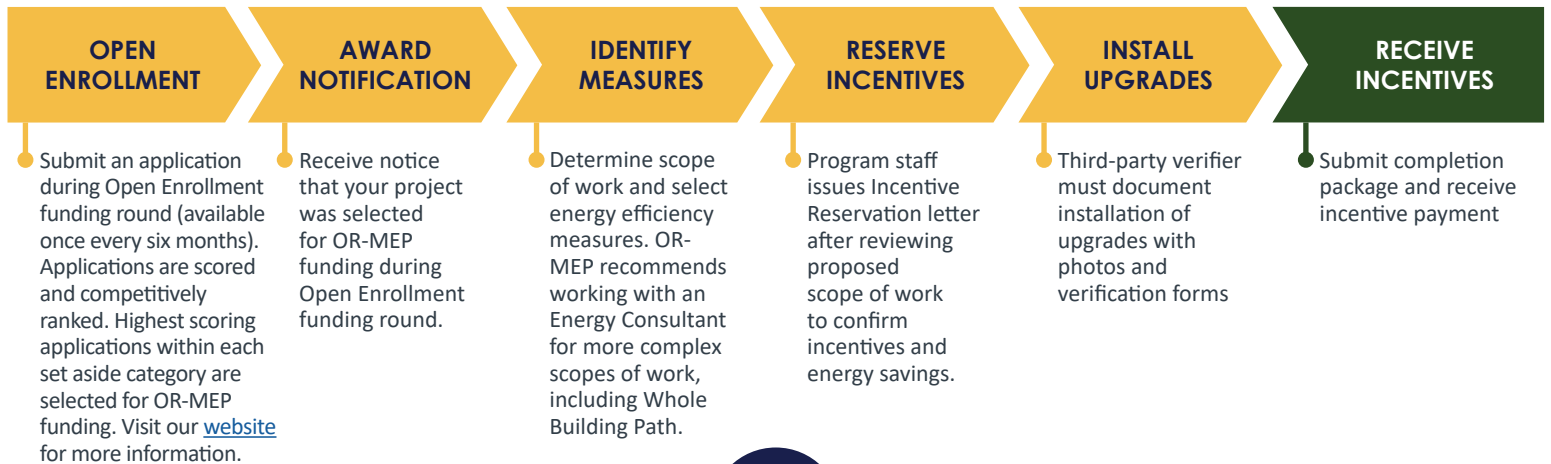 OPEN
ENROLLMENT
AWARD
NOTIFICATION
IDENTIFY
MEASURES
RESERVE
INCENTIVES
INSTALL
UPGRADES
RECEIVE
INCENTIVES
Submit an application
during Open Enrollment
funding round (available
once every six months).
Applications are scored
and competitively
ranked. Highest scoring
applications within each
set aside category are
selected for OR-MEP
funding. Visit our website
for more information.
Receive notice
that your project
was selected
for OR-MEP
funding during
Open Enrollment
funding round.
Determine scope
of work and select
energy efficiency
measures. OR-
MEP recommends
working with an
Energy Consultant
for more complex
scopes of work,
including Whole
Building Path.
Program staff
issues Incentive
Reservation letter
after reviewing
proposed
scope of work
to confirm
incentives and
energy savings.
Third-party verifier
must document
installation of
upgrades with
photos and
verification forms
Submit completion
package and receive
incentive payment